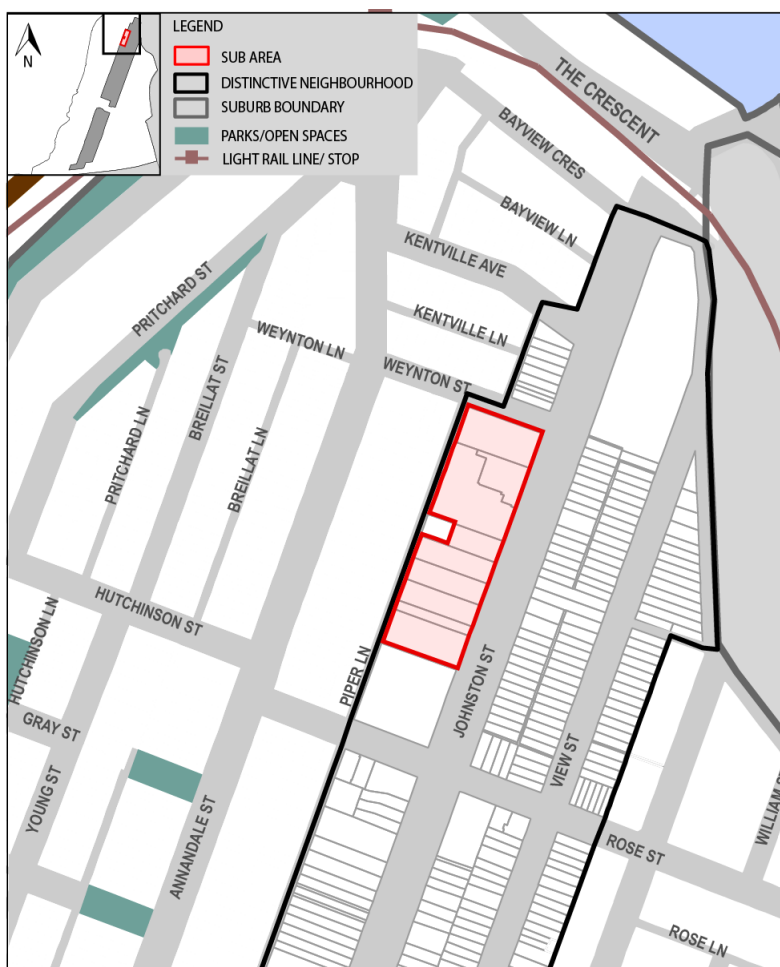 LEGEND
SUB AREA
DISTINCTIVE NEIGHBOURHOOD
SUBURB BOUNDARY
PARKS/OPEN SPACES
LIGHT RAIL LINE/ STOP
N
THE CRESCENT
BAYVIEW CRES
BAYVIEW LN
KENTVILLE AVE
KENTVILLE LN
PRITCHARD ST
WEYNTON LN
WEYNTON ST
BREILLAT ST
PRITCHARD LN
BREILLAT LN
HUTCHINSON ST
HUTCHINSON LN
PIPER LN
JOHNSTON ST
GRAY ST
VIEW ST
YOUNG ST
ANNANDALE ST
ROSE ST
WILLIAM
ROSE LN